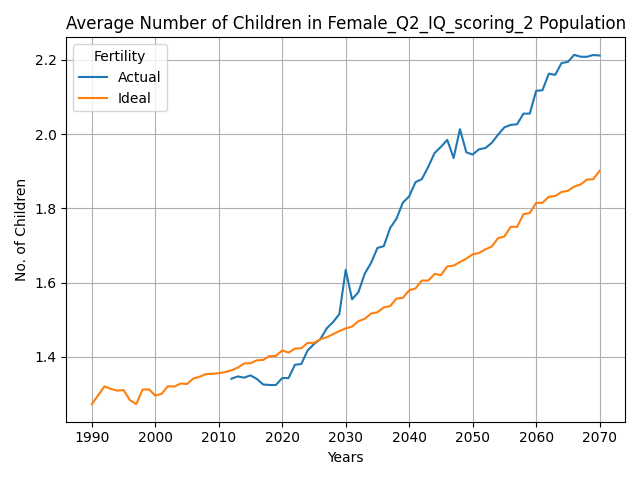 Average Number of Children in Female_Q2_IQ_scoring_2 Population
Fertility
Actual
Ideal
No. of Children
2.2
2.0
1.8
1.6
1.4
1990 2000 2010 2020 2030 2040 2050 2060 2070
Years